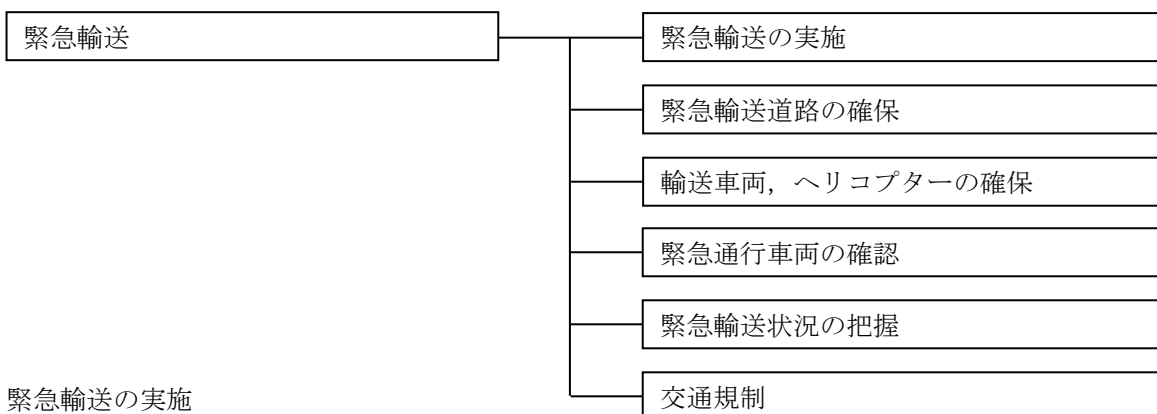 緊急輸送
緊急輸送の実施
緊急輸送道路の確保
輸送車両，ヘリコプターの確保
緊急通行車両の確認
緊急輸送状況の把握
交通規制
緊急輸送の実施